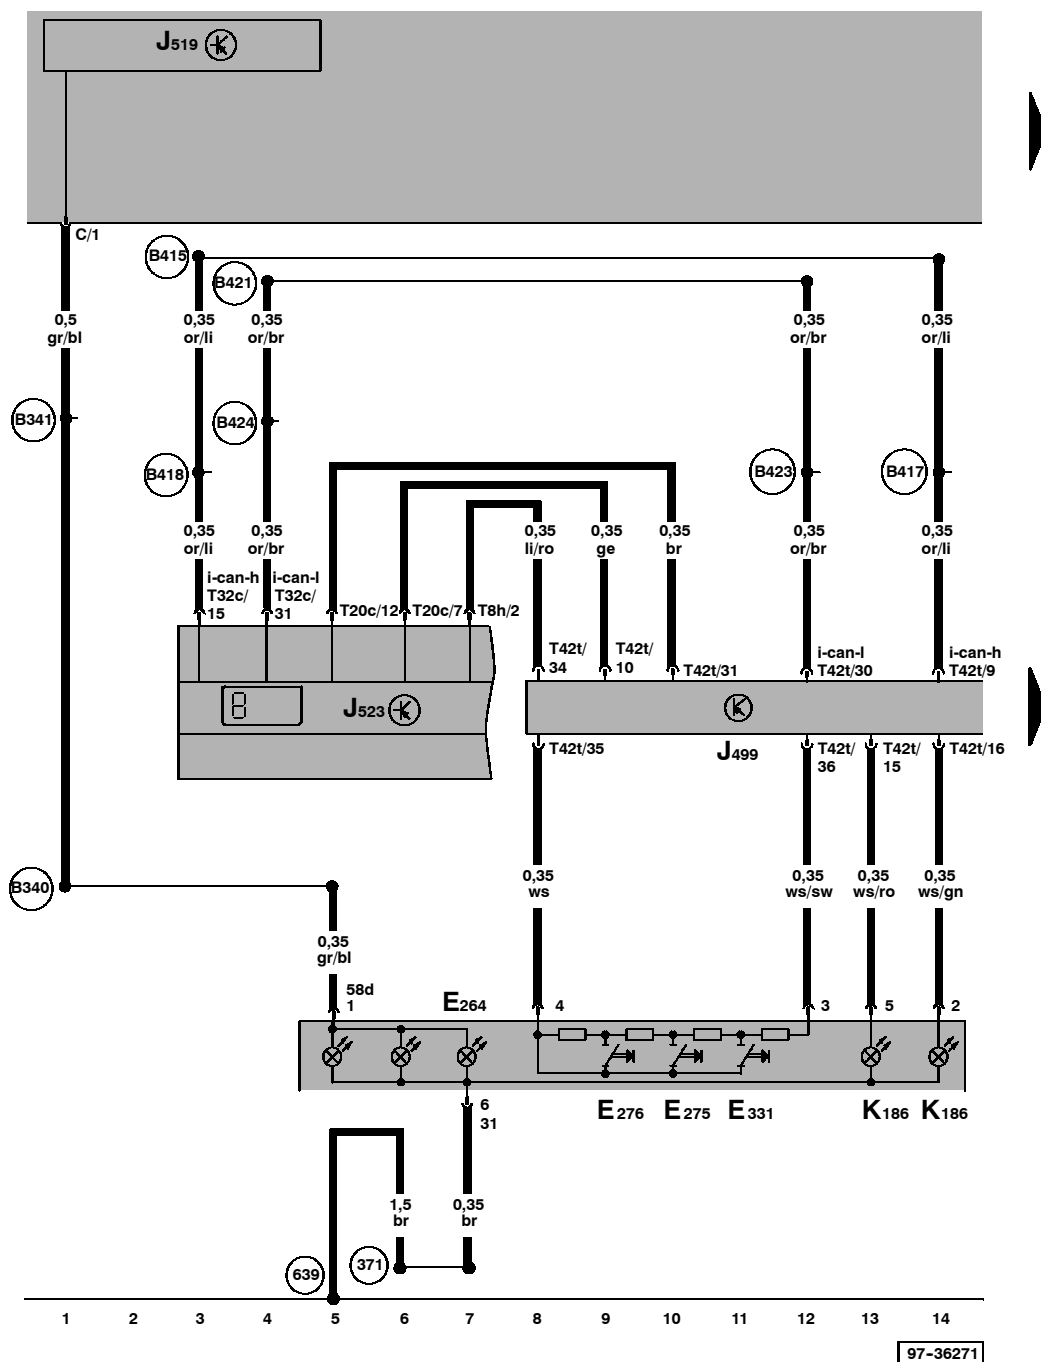 J519
C/1
B415
B421
0,5
gr/bl
0,35
or/li
0,35
or/br
0,35
or/br
0,35
or/li
B341
B424
B418
B423
B417
0,35
or/li
0,35
or/br
0,35
li/ro
0,35
ge
0,35
br
0,35
or/br
0,35
or/li
i-can-h
T32c/
15
i-can-l
T32c/
31
T20c/12
T20c/7
T8h/2
T42t/
34
T42t/
10
T42t/31
i-can-l
T42t/30
i-can-h
T42t/9
J523
J499
T42t/35
T42t/
36
T42t/
15
T42t/16
B340
0,35
ws
0,35
ws/sw
0,35
ws/ro
0,35
ws/gn
0,35
gr/bl
58d
1
E264
4
3
5
2
E276
E275
E331
K186
K186
6
31
1,5
br
0,35
br
639
371
1 2 3 4 5 6 7 8 9 10 11 12 13 14
97-36271